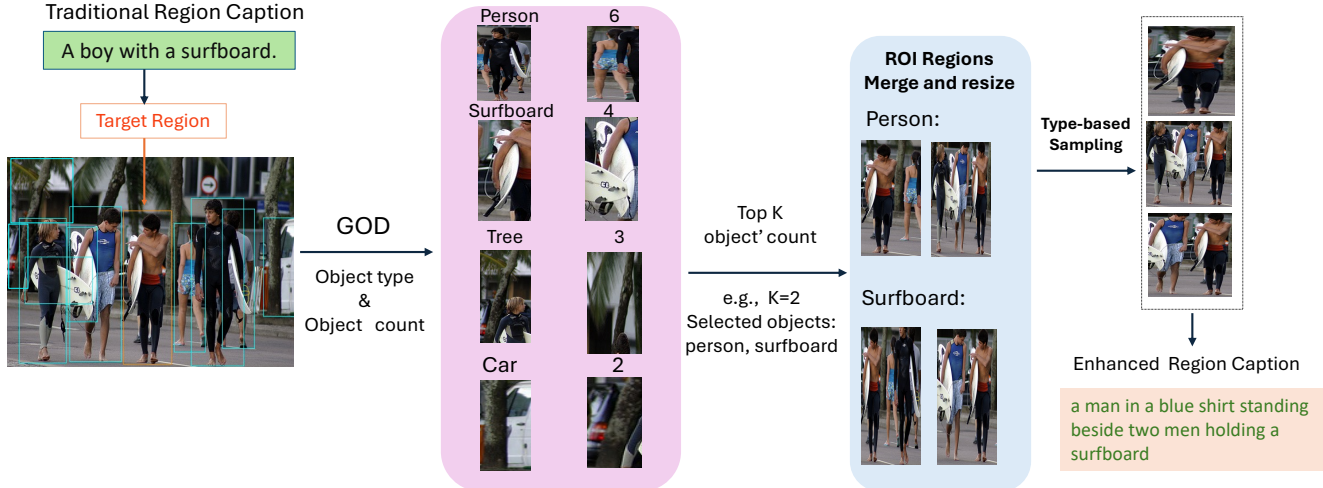 Traditional Region Caption
A boy with a surfboard.
Target Region
GOD
Object type
&
Object count
Person 6
Surfboard 4
Tree 3
Car 2
Top K
object' count
e.g., K=2
Selected objects:
person, surfboard
ROI Regions
Merge and resize
Person:
Surfboard:
Type-based
Sampling
Enhanced Region Caption
a man in a blue shirt standing
beside two men holding a
surfboard